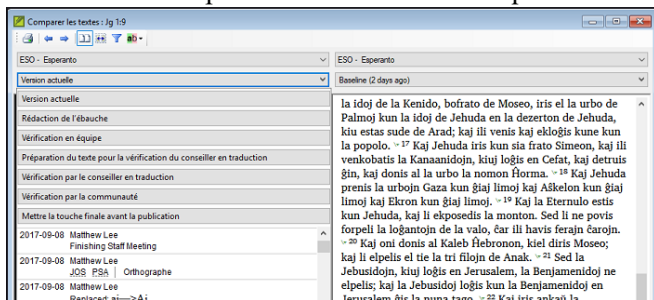 Comparer les textes : Jg 1:9
ESO - Esperanto
Version actuelle
Version actuelle
Rédaction de l'ébauche
Vérification en équipe
Préparation du texte pour la vérification du conseiller en traduction
Vérification par le conseiller en traduction
Vérification par la communauté
Mettre la touche finale avant la publication
2017-09-08 Matthew Lee
Finishing Staff Meeting
2017-09-08 Matthew Lee
JOS PSA | Orthographe
2017-09-08 Matthew Lee
ESO - Esperanto
Baseline (2 days ago)
la idoj de la Kenido, bofrato de Moseo, iris el la urbo de
Palmoj kun la idoj de Jehuda en la dezerton de Jehuda,
kiu estas sude de Arad; kaj ili venis kaj ekloĝis kune kun
la popolo. 17 Kaj Jehuda iris kun sia frato Simeon, kaj ili
venkobatis la Kanaanidojn, kiuj loĝis en Cefat, kaj detruis
ĝin, kaj donis al la urbo la nomon Ĥorma. 18 Kaj Jehuda
prenis la urbojn Gaza kun ĝiaj limoj kaj Aŝkelon kun ĝiaj
limoj kaj Ekron kun ĝiaj limoj. 19 Kaj la Eternulo estis
kun Jehuda, kaj li ekposedis la monton. Sed li ne povis
forpeli la loĝantojn de la valo, ĉar ili havis ferajn ĉarojn.
20 Kaj oni donis al Kaleb Ĥebronon, kiel diris Moseo;
kaj li elpelis el tie la tri filojn de Anak. 21 Sed la
Jebusidojn, kiuj loĝis en Jerusalem, la Benjamenidoj ne
elpelis; kaj la Jebusidoj loĝis kun la Benjamenidoj en
Jerusalem ĝis la nuna tago. 22 Kaj iris ankaŭ la